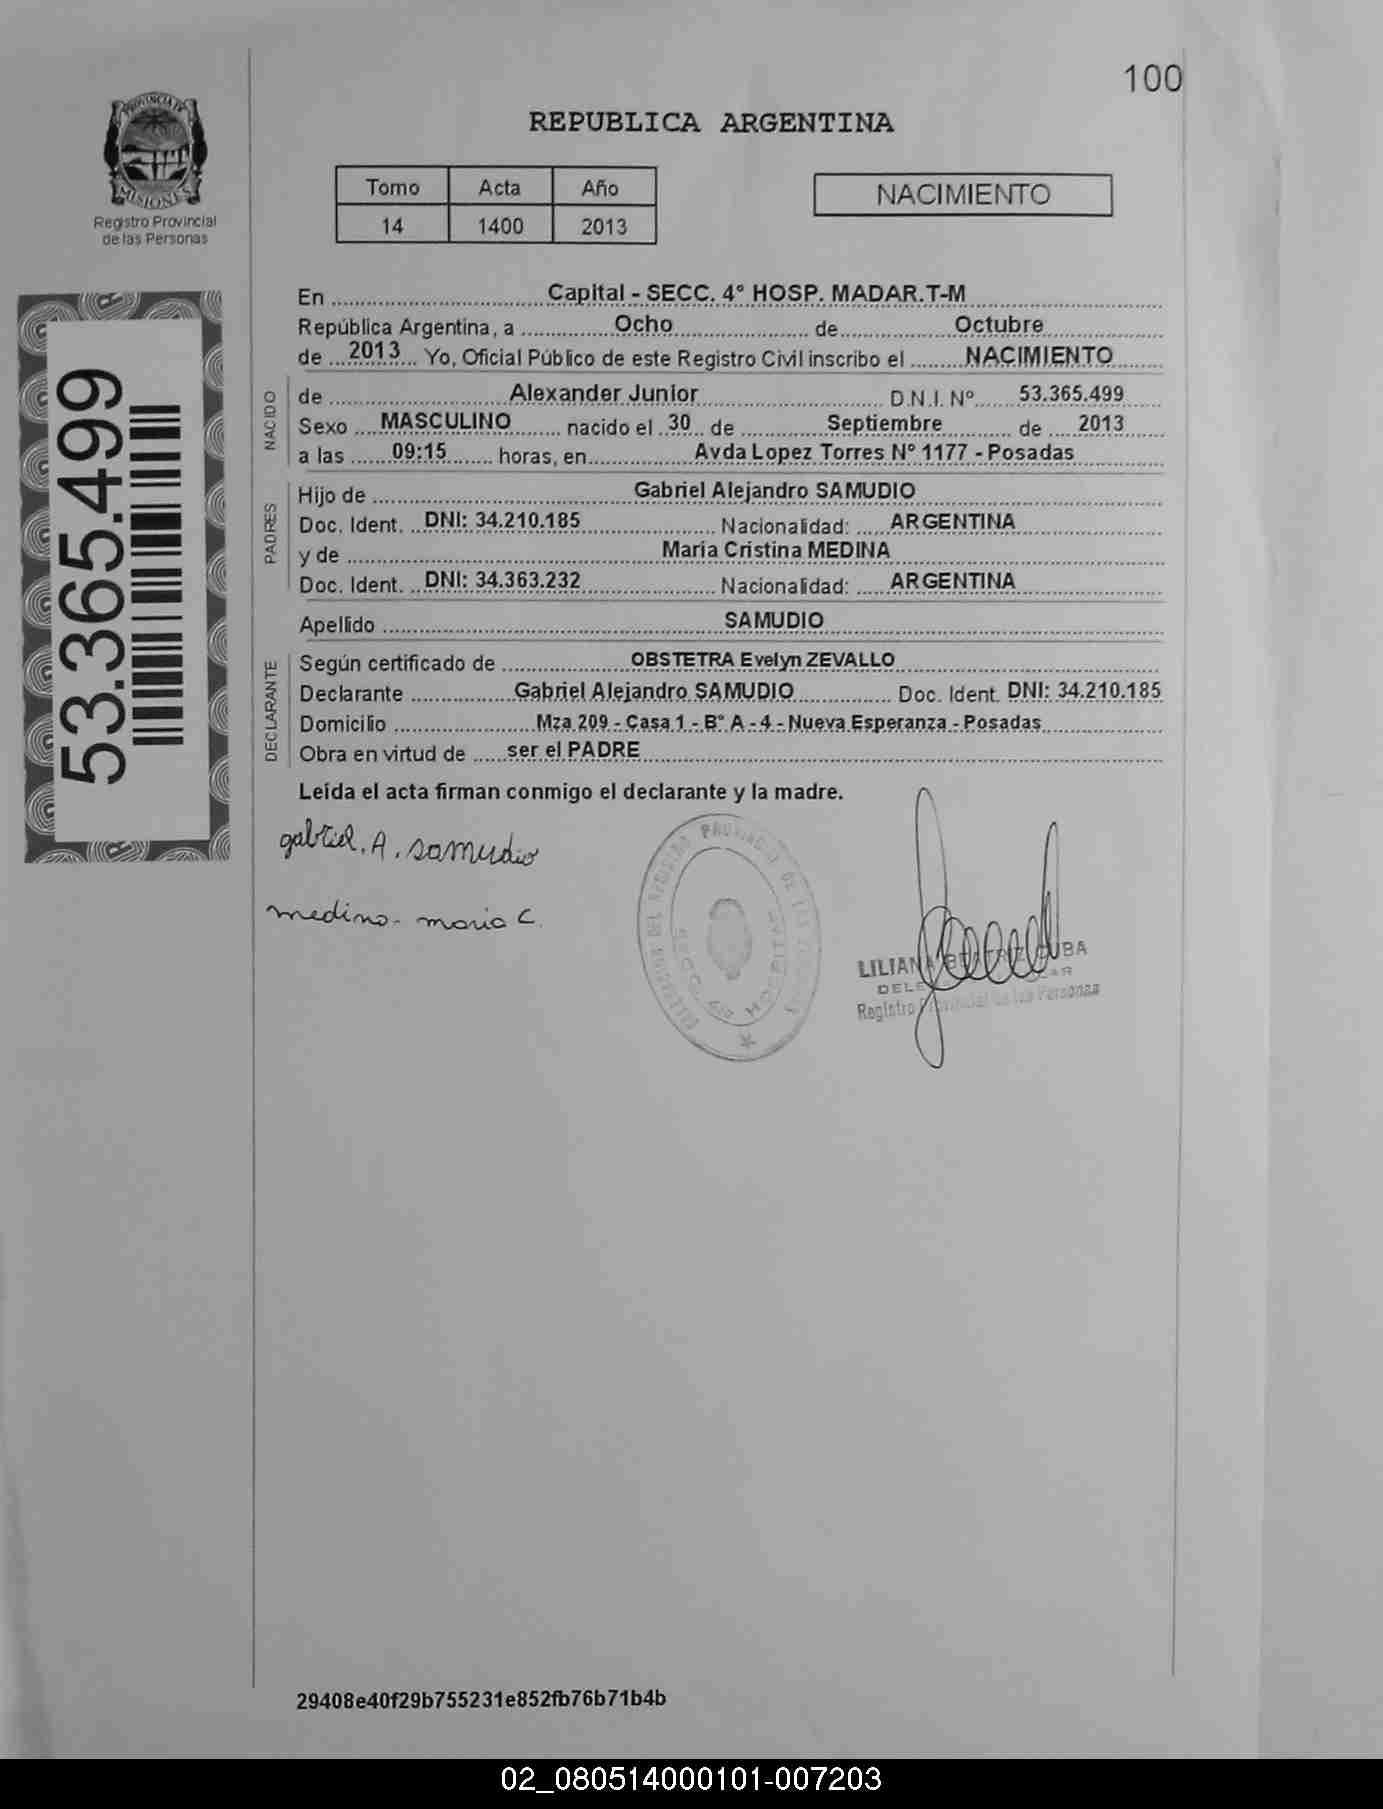 100
REPUBLICA ARGENTINA
PROVINCIA DE
MISIONES
Registro Provincial
de las Personas
Tomo Acta Año
14 1400 2013
NACIMIENTO
53.365.499
En Capital - SECC. 4° HOSP. MADAR.T-M
República Argentina, a Ocho de Octubre
de 2013 Yo, Oficial Público de este Registro Civil inscribo el NACIMIENTO
NACIDO
de Alexander Junior D.N.I. Nº 53.365.499
Sexo MASCULINO nacido el 30 de Septiembre de 2013
a las 09:15 horas, en Avda Lopez Torres N° 1177 - Posadas
PADRES
Hijo de Gabriel Alejandro SAMUDIO
Doc. Ident. DNI: 34.210.185 Nacionalidad: ARGENTINA
y de María Cristina MEDINA
Doc. Ident. DNI: 34.363.232 Nacionalidad: ARGENTINA
Apellido SAMUDIO
DECLARANTE
Según certificado de OBSTETRA Evelyn ZEVALLO
Declarante Gabriel Alejandro SAMUDIO Doc. Ident. DNI: 34.210.185
Domicilio Mza 209 - Casa 1 - B° A - 4 - Nueva Esperanza - Posadas
Obra en virtud de ser el PADRE
Leída el acta firman conmigo el declarante y la madre.
gabriel. A. samudio
medina - maria C.
LILIANA BEATRIZ
Registro Provincial de las Personas
29408e40f29b755231e852fb76b71b4b
02_080514000101-007203